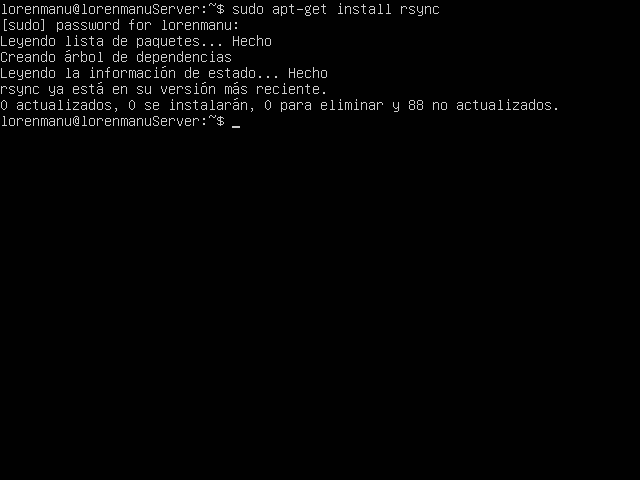 lorenmanu@lorenmanuServer:~$ sudo apt-get install rsync
[sudo] password for lorenmanu:
Leyendo lista de paquetes... Hecho
Creando árbol de dependencias
Leyendo la información de estado... Hecho
rsync ya está en su versión más reciente.
0 actualizados, 0 se instalarán, 0 para eliminar y 88 no actualizados.
lorenmanu@lorenmanuServer:~$ _